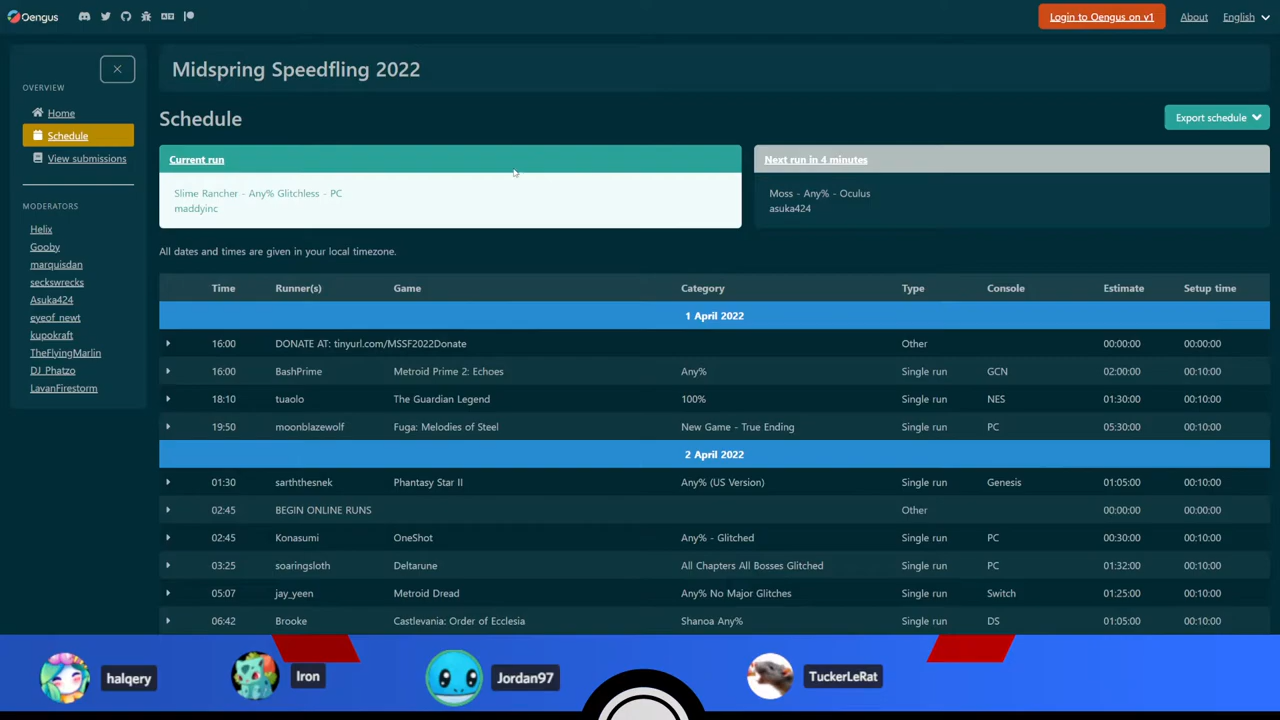 Oengus
Login to Oengus on v1
About
English
Midspring Speedfling 2022
OVERVIEW
Home
Schedule
View submissions
MODERATORS
Helix
Gooby
marquisdan
seckswrecks
Asuka424
eyeof_newt
kupokraft
TheFlyingMarlin
DJ_Phatzo
LavanFirestorm
Schedule
Export schedule
Current run
Slime Rancher - Any% Glitchless - PC
maddyinc
Next run in 4 minutes
Moss - Any% - Oculus
asuka424
All dates and times are given in your local timezone.
Time Runner(s) Game Category Type Console Estimate Setup time
1 April 2022
16:00 DONATE AT: tinyurl.com/MSSF2022Donate Other 00:00:00 00:00:00
16:00 BashPrime Metroid Prime 2: Echoes Any% Single run GCN 02:00:00 00:10:00
18:10 tuaolo The Guardian Legend 100% Single run NES 01:30:00 00:10:00
19:50 moonblazewolf Fuga: Melodies of Steel New Game - True Ending Single run PC 05:30:00 00:10:00
2 April 2022
01:30 sarththesnek Phantasy Star II Any% (US Version) Single run Genesis 01:05:00 00:10:00
02:45 BEGIN ONLINE RUNS Other 00:00:00 00:00:00
02:45 Konasumi OneShot Any% - Glitched Single run PC 00:30:00 00:10:00
03:25 soaringsloth Deltarune All Chapters All Bosses Glitched Single run PC 01:32:00 00:10:00
05:07 jay_yeen Metroid Dread Any% No Major Glitches Single run Switch 01:25:00 00:10:00
06:42 Brooke Castlevania: Order of Ecclesia Shanoa Any% Single run DS 01:05:00 00:10:00
halqery
Iron
Jordan97
TuckerLeRat